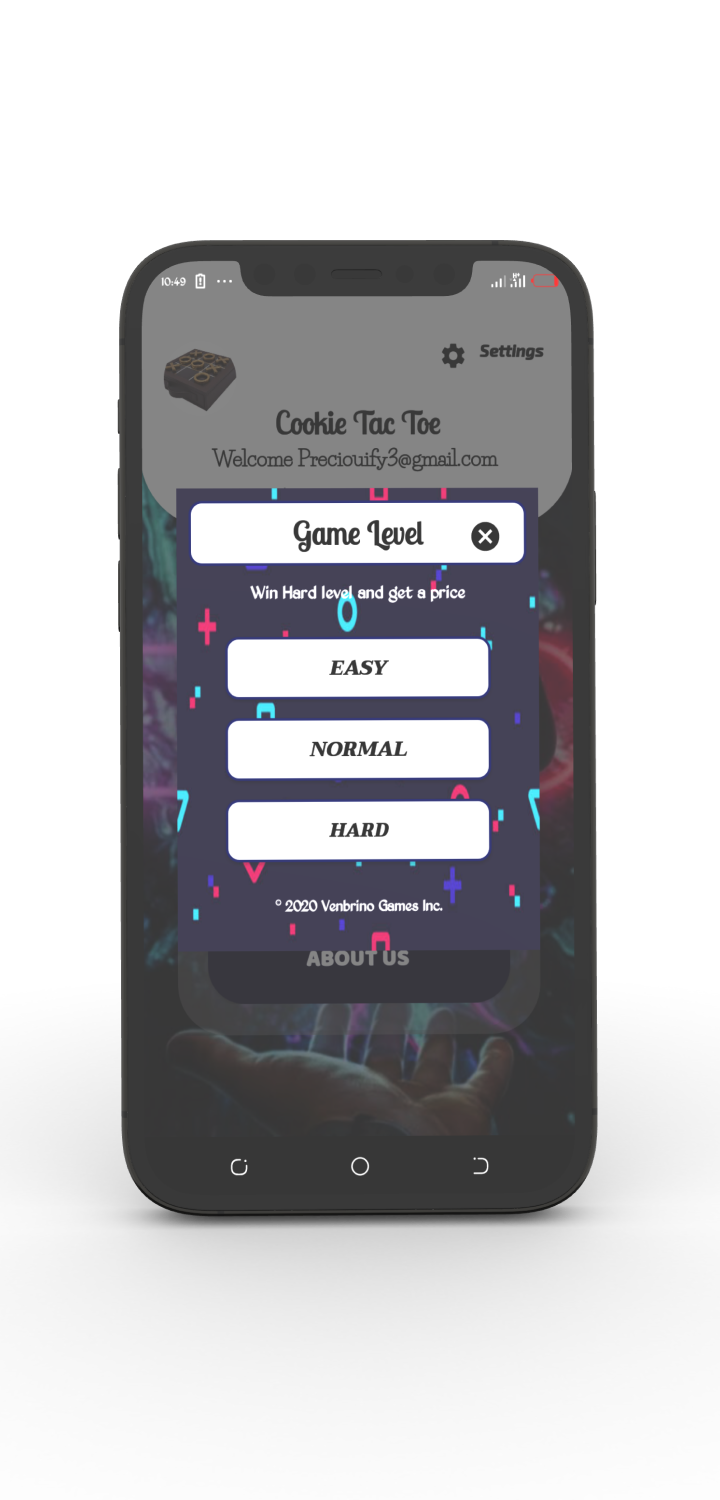 10:49
Settings
Cookie Tac Toe
Welcome Preciouify3@gmail.com
Game Level
Win Hard level and get a price
EASY
NORMAL
HARD
© 2020 Venbrino Games Inc.
ABOUT US